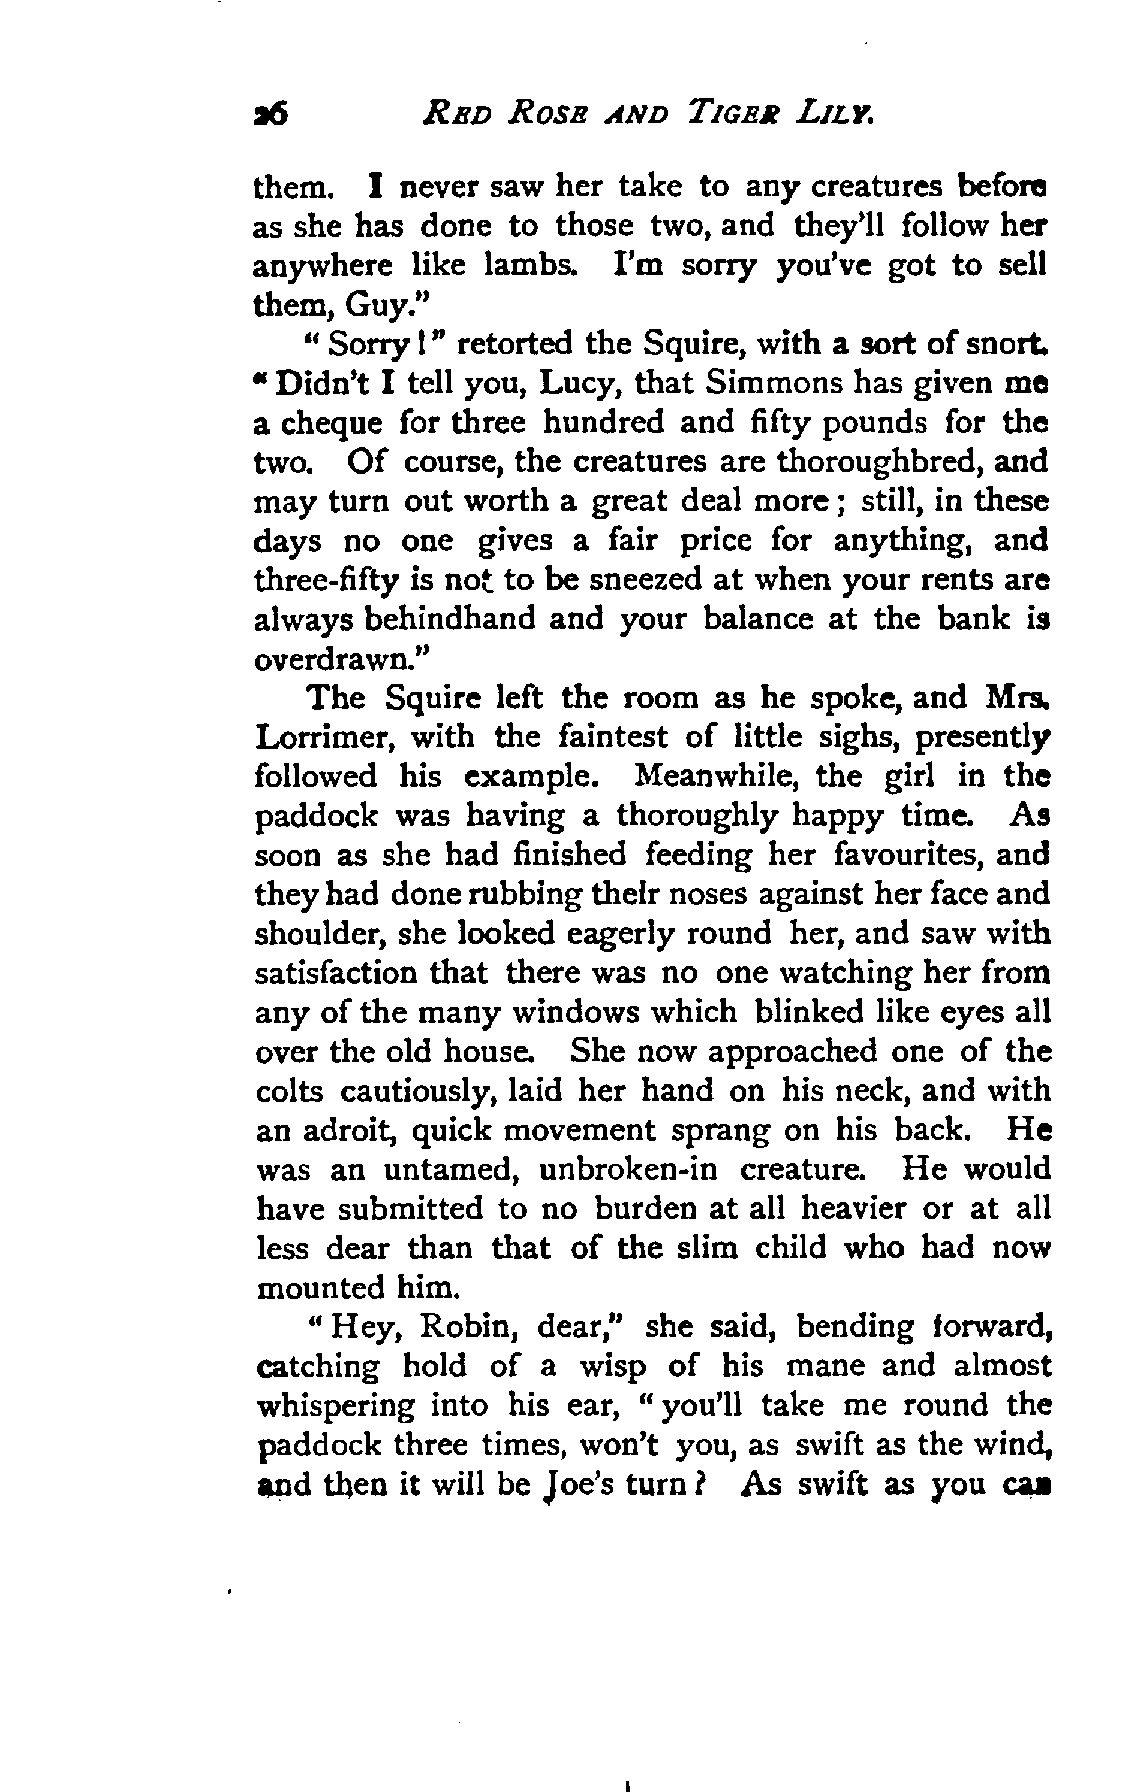 26 RED ROSE AND TIGER LILY.
them. I never saw her take to any creatures before
as she has done to those two, and they'll follow her
anywhere like lambs. I'm sorry you've got to sell
them, Guy."
"Sorry!" retorted the Squire, with a sort of snort.
"Didn't I tell you, Lucy, that Simmons has given me
a cheque for three hundred and fifty pounds for the
two. Of course, the creatures are thoroughbred, and
may turn out worth a great deal more; still, in these
days no one gives a fair price for anything, and
three-fifty is not to be sneezed at when your rents are
always behindhand and your balance at the bank is
overdrawn."
The Squire left the room as he spoke, and Mrs.
Lorrimer, with the faintest of little sighs, presently
followed his example. Meanwhile, the girl in the
paddock was having a thoroughly happy time. As
soon as she had finished feeding her favourites, and
they had done rubbing their noses against her face and
shoulder, she looked eagerly round her, and saw with
satisfaction that there was no one watching her from
any of the many windows which blinked like eyes all
over the old house. She now approached one of the
colts cautiously, laid her hand on his neck, and with
an adroit, quick movement sprang on his back. He
was an untamed, unbroken-in creature. He would
have submitted to no burden at all heavier or at all
less dear than that of the slim child who had now
mounted him.
"Hey, Robin, dear," she said, bending forward,
catching hold of a wisp of his mane and almost
whispering into his ear, "you'll take me round the
paddock three times, won't you, as swift as the wind,
and then it will be Joe's turn? As swift as you can